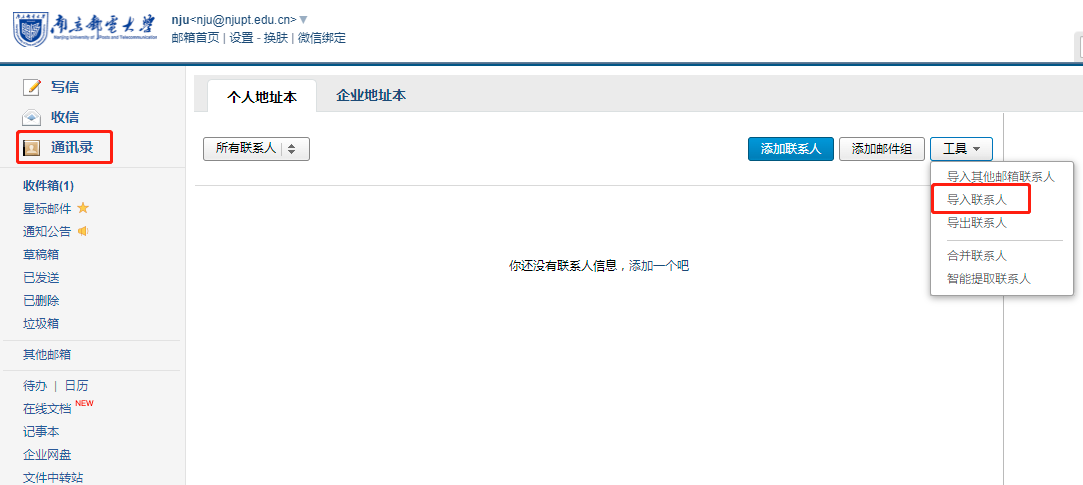 南京邮电大学
Nanjing University of Posts and Telecommunications
nju<nju@njupt.edu.cn>
邮箱首页 | 设置 - 换肤 | 微信绑定
写信
收信
通讯录
收件箱(1)
星标邮件
通知公告
草稿箱
已发送
已删除
垃圾箱
其他邮箱
待办 | 日历
在线文档 NEW
记事本
企业网盘
文件中转站
个人地址本 企业地址本
所有联系人 添加联系人 添加邮件组 工具
导入其他邮箱联系人
导入联系人
导出联系人
合并联系人
智能提取联系人
你还没有联系人信息，添加一个吧